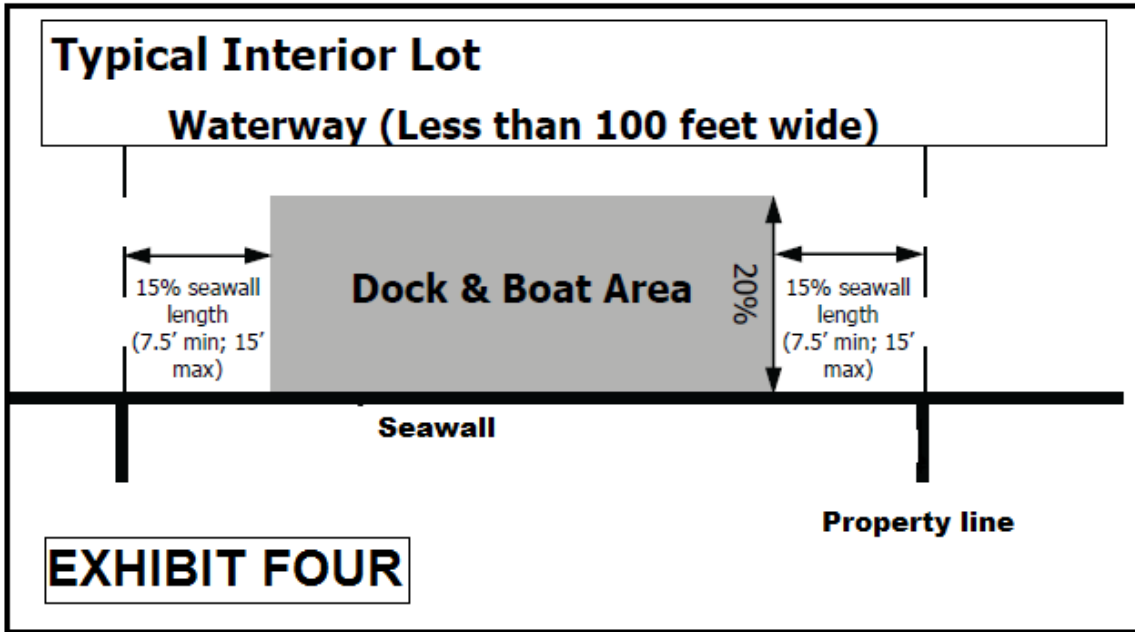 Typical Interior Lot
Waterway (Less than 100 feet wide)
15% seawall
length
(7.5’ min; 15’
max)
Dock & Boat Area
20%
15% seawall
length
(7.5’ min; 15’
max)
Seawall
Property line
EXHIBIT FOUR